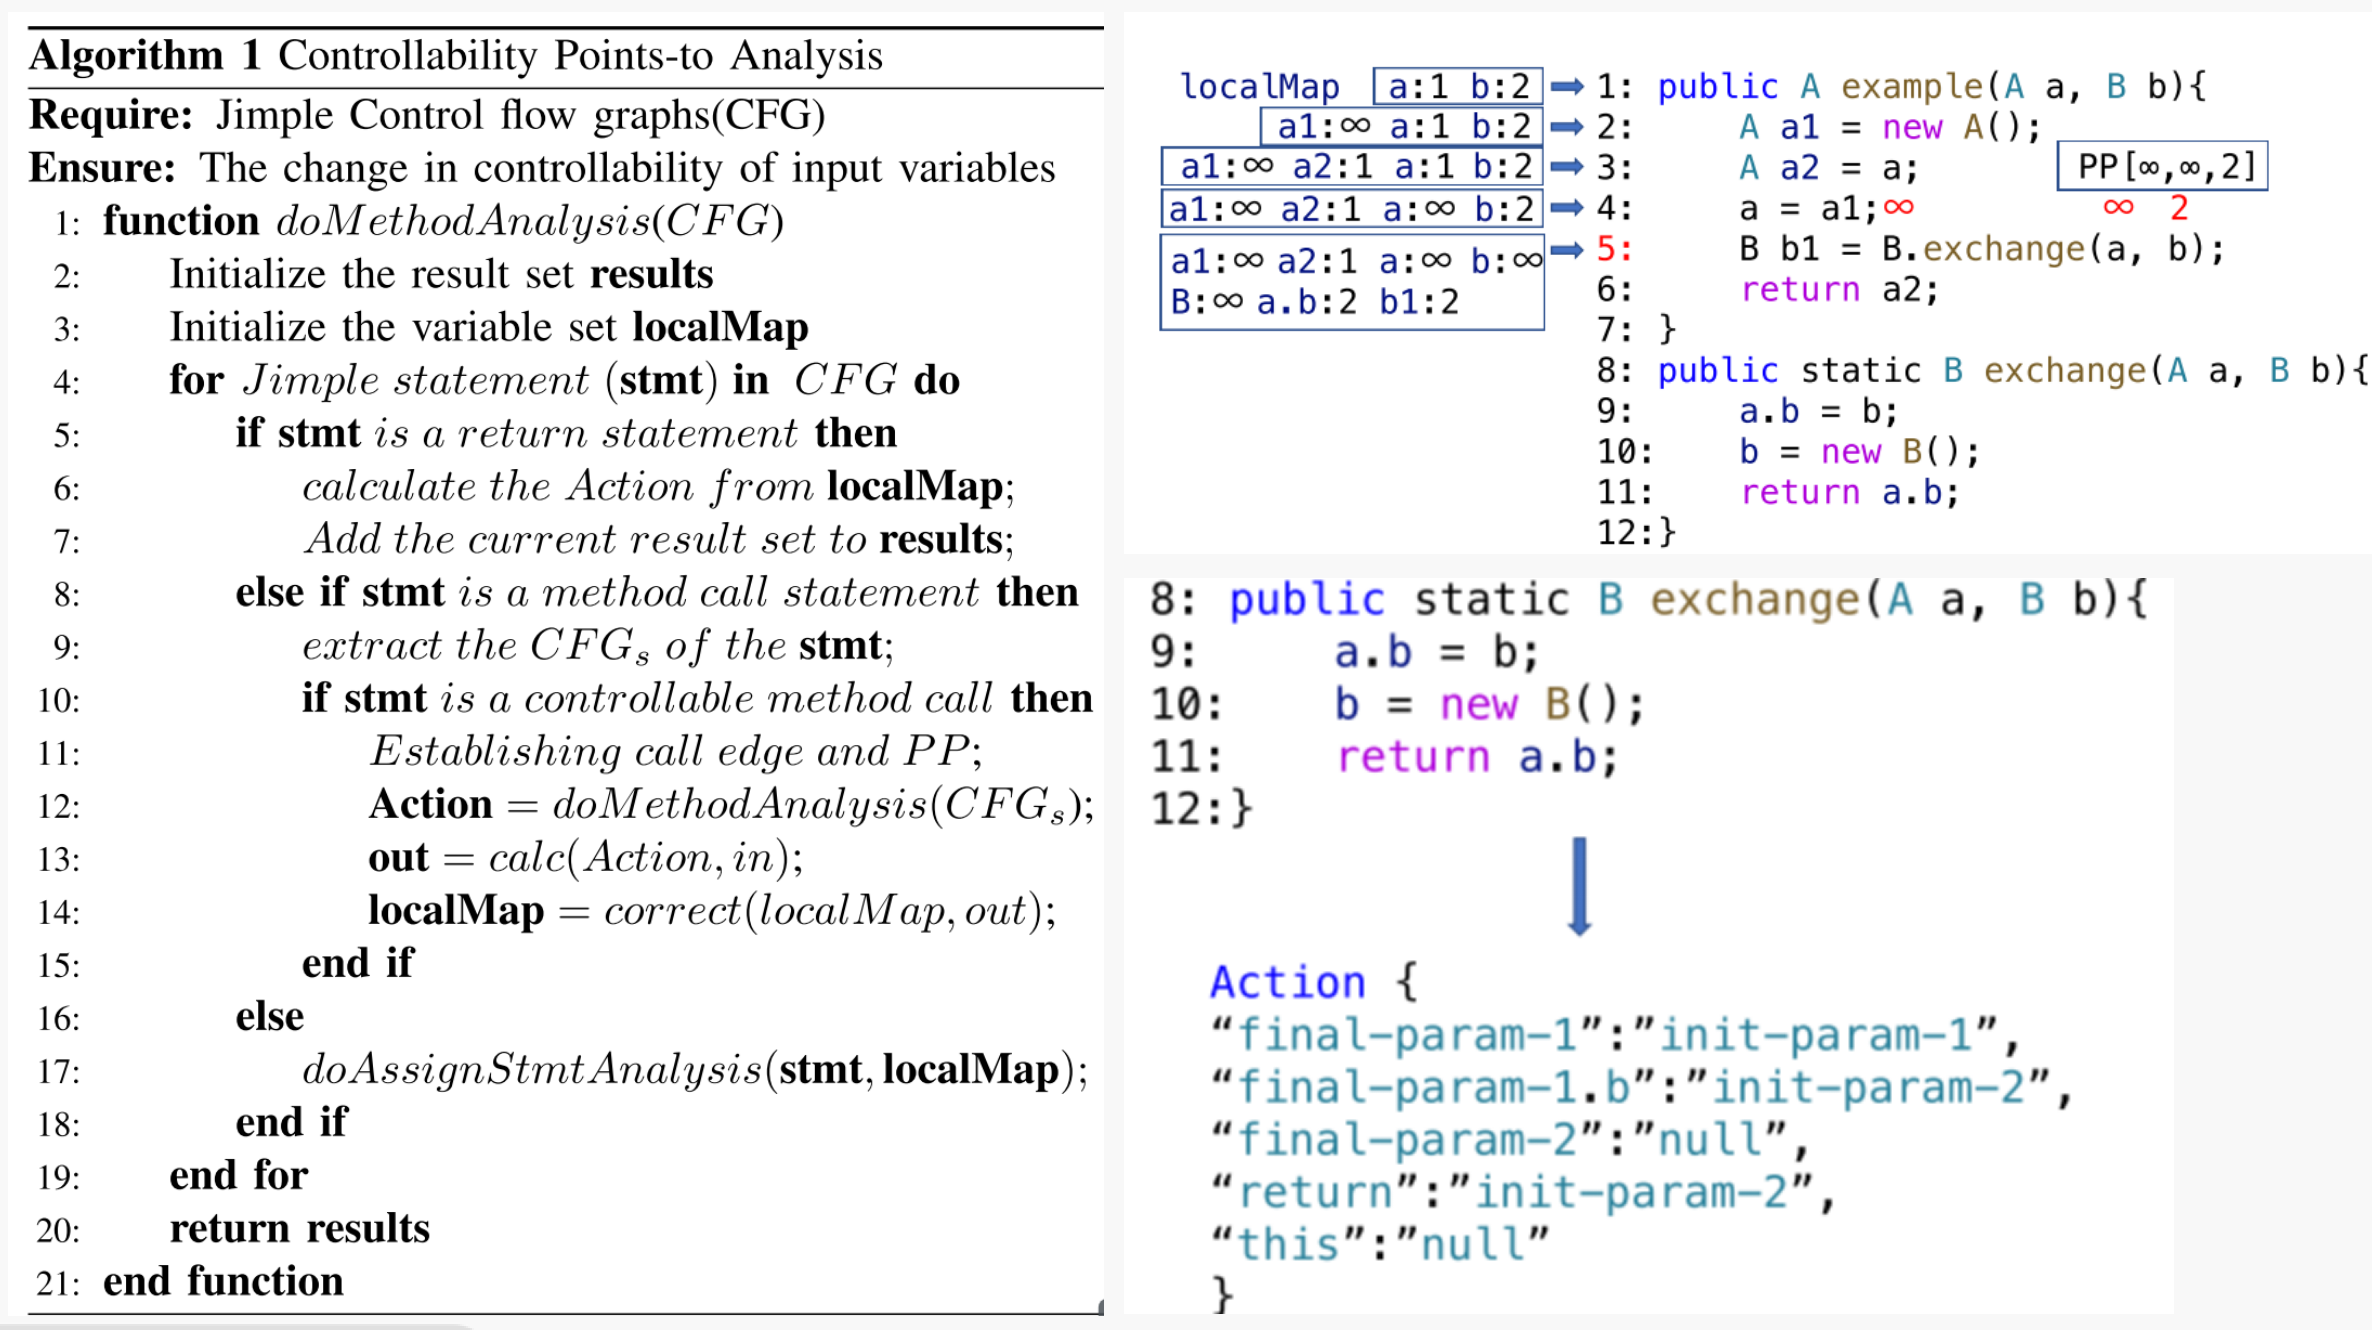 Algorithm 1 Controllability Points-to Analysis
Require: Jimple Control flow graphs(CFG)
Ensure: The change in controllability of input variables
1: function doMethodAnalysis(CFG)
2: Initialize the result set results
3: Initialize the variable set localMap
4: for Jimple statement (stmt) in CFG do
5: if stmt is a return statement then
6: calculate the Action from localMap;
7: Add the current result set to results;
8: else if stmt is a method call statement then
9: extract the CFGs of the stmt;
10: if stmt is a controllable method call then
11: Establishing call edge and PP;
12: Action = doMethodAnalysis(CFGs);
13: out = calc(Action, in);
14: localMap = correct(localMap, out);
15: end if
16: else
17: doAssignStmtAnalysis(stmt, localMap);
18: end if
19: end for
20: return results
21: end function
localMap a:1 b:2 1: public A example(A a, B b){
a1:∞ a:1 b:2 2: A a1 = new A();
a1:∞ a2:1 a:1 b:2 3: A a2 = a; PP[∞,∞,2]
a1:∞ a2:1 a:∞ b:2 4: a = a1;∞ ∞ 2
a1:∞ a2:1 a:∞ b:∞ 5: B b1 = B.exchange(a, b);
B:∞ a.b:2 b1:2 6: return a2;
7: }
8: public static B exchange(A a, B b){
9: a.b = b;
10: b = new B();
11: return a.b;
12:}
8: public static B exchange(A a, B b){
9: a.b = b;
10: b = new B();
11: return a.b;
12:}
Action {
“final-param-1”:”init-param-1”,
“final-param-1.b”:”init-param-2”,
“final-param-2”:”null”,
“return”:”init-param-2”,
“this”:”null”
}